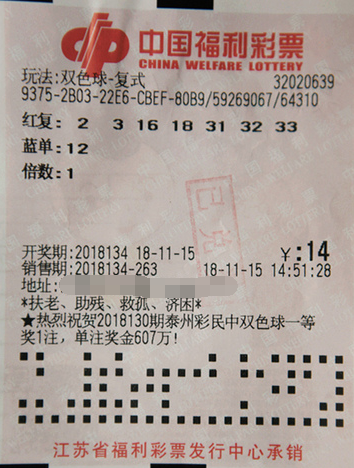 中国福利彩票
CHINA WELFARE LOTTERY
玩法:双色球-复式 32020639
9375-2B03-22E6-CBEF-80B9/59269067/64310
红复: 2 3 16 18 31 32 33
蓝单:12
倍数:1
已兑
开奖期:2018134 18-11-15 ¥:14
销售期:2018134-263 18-11-15 14:51:28
地址:
*扶老、助残、救孤、济困*
★热烈祝贺2018130期泰州彩民中双色球一等
奖1注，单注奖金607万!
江苏省福利彩票发行中心承销